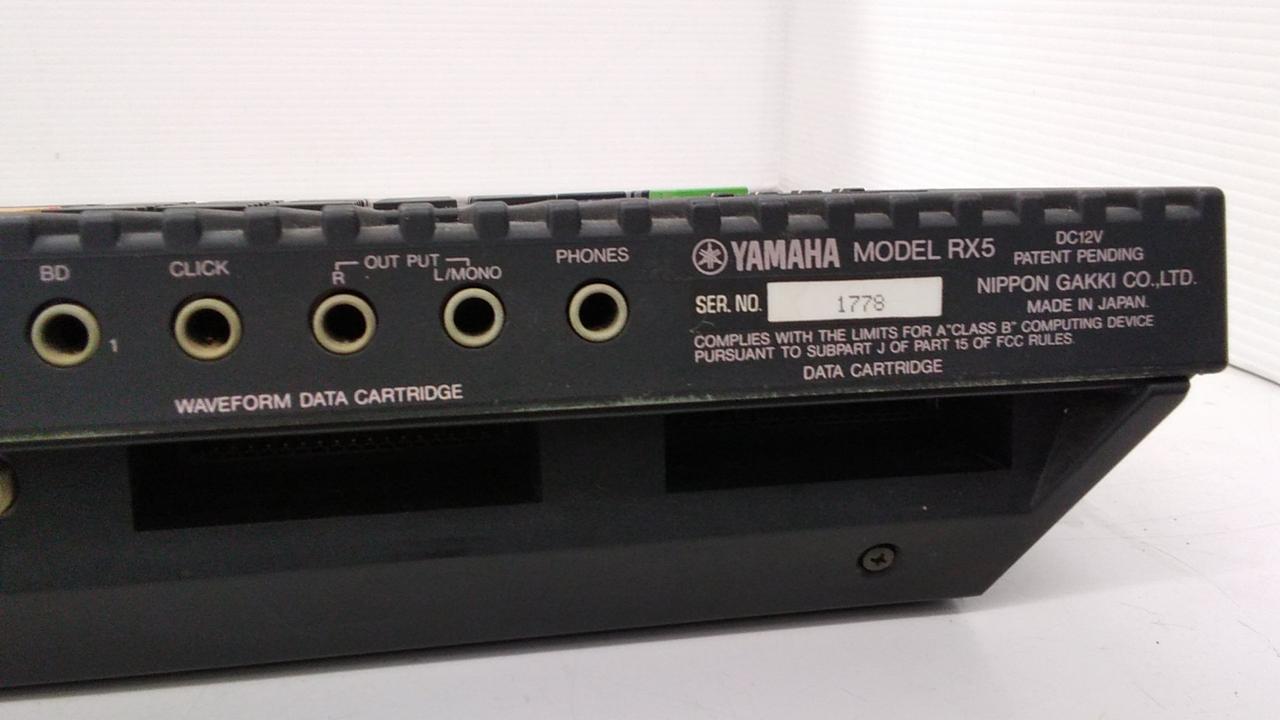 BD
1
CLICK
OUT PUT
R
L/MONO
PHONES
YAMAHA MODEL RX5
DC12V
PATENT PENDING
SER. NO. 1778
NIPPON GAKKI CO.,LTD.
MADE IN JAPAN.
COMPLIES WITH THE LIMITS FOR A"CLASS B" COMPUTING DEVICE
PURSUANT TO SUBPART J OF PART 15 OF FCC RULES.
WAVEFORM DATA CARTRIDGE
DATA CARTRIDGE